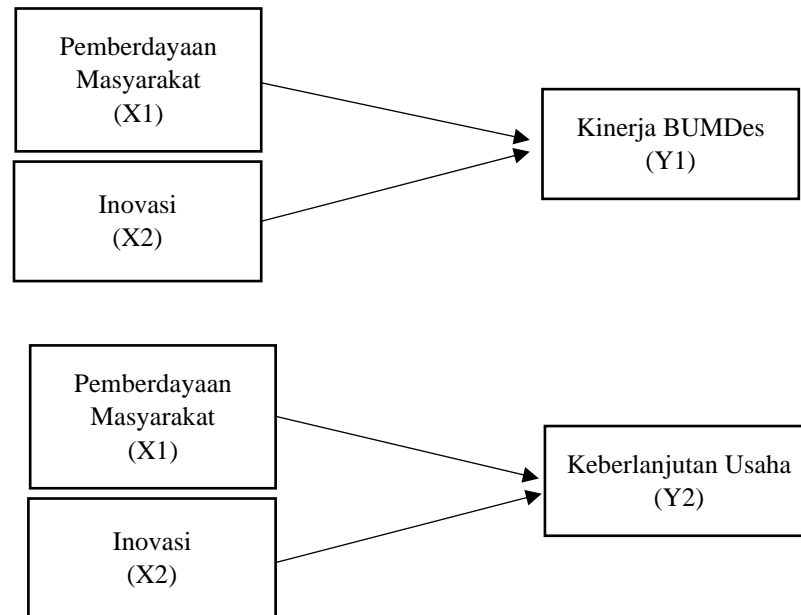 Pemberdayaan
Masyarakat
(X1)
Inovasi
(X2)
Kinerja BUMDes
(Y1)
Pemberdayaan
Masyarakat
(X1)
Inovasi
(X2)
Keberlanjutan Usaha
(Y2)